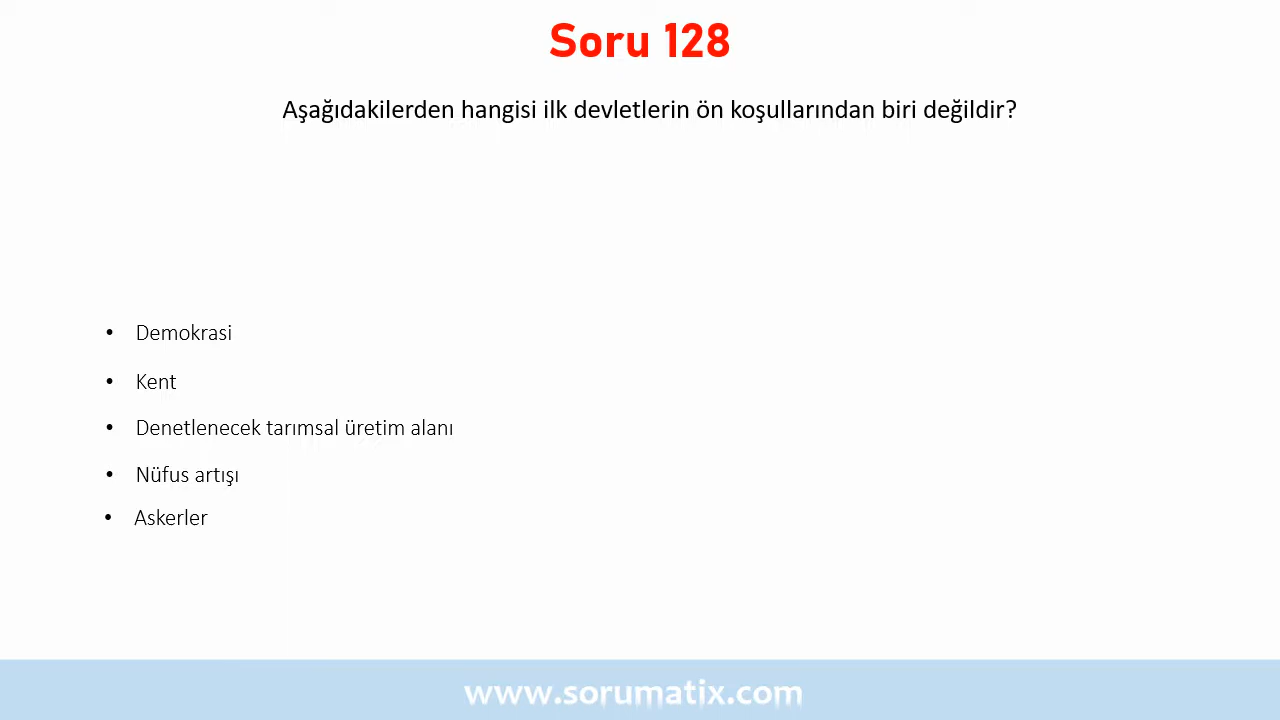 Soru 128
Aşağıdakilerden hangisi ilk devletlerin ön koşullarından biri değildir?
• Demokrasi
• Kent
• Denetlenecek tarımsal üretim alanı
• Nüfus artışı
• Askerler
www.sorumatix.com